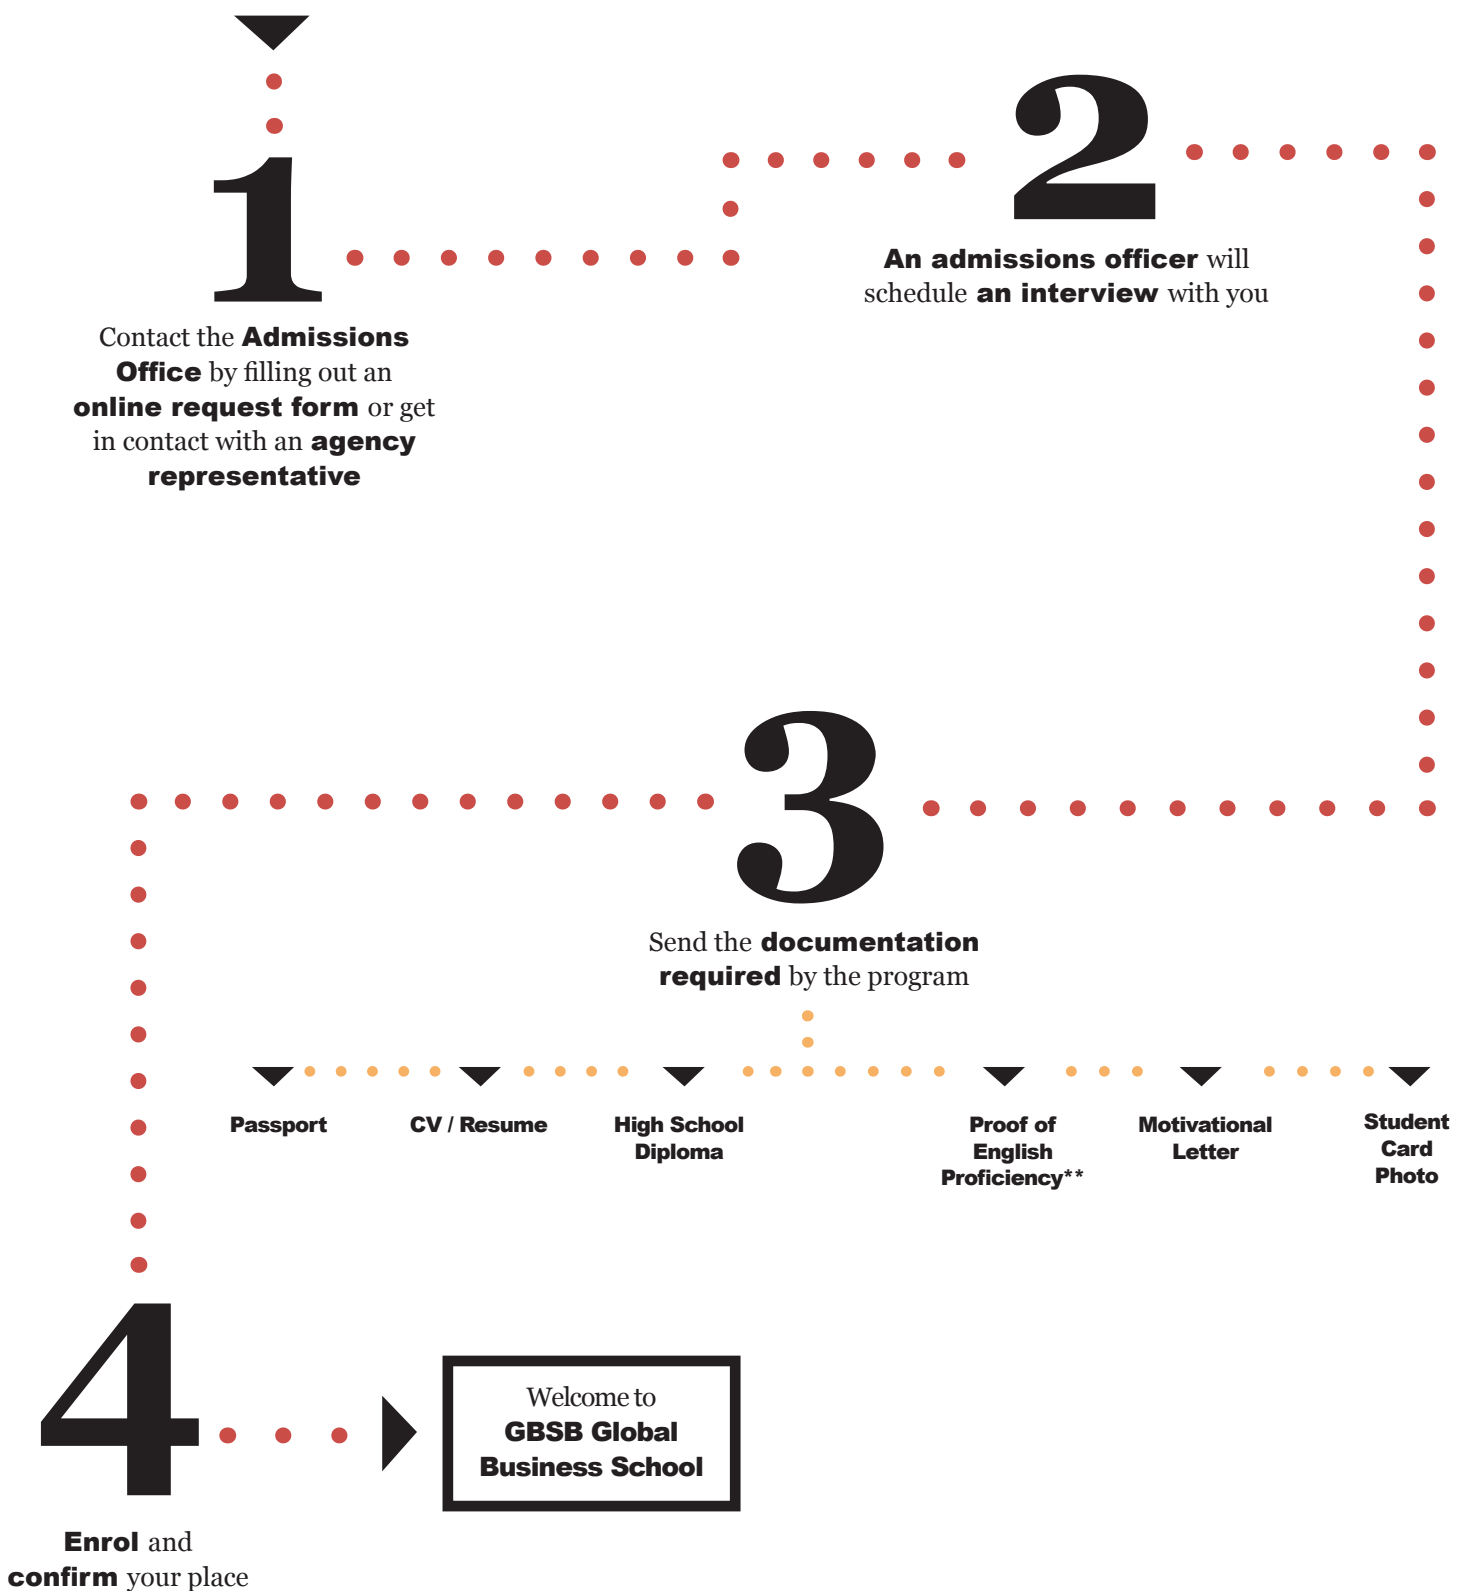 1
Contact the Admissions
Office by filling out an
online request form or get
in contact with an agency
representative
2
An admissions officer will
schedule an interview with you
3
Send the documentation
required by the program
Passport
CV / Resume
High School
Diploma
Proof of
English
Proficiency**
Motivational
Letter
Student
Card
Photo
4
Enrol and
confirm your place
Welcome to
GBSB Global
Business School